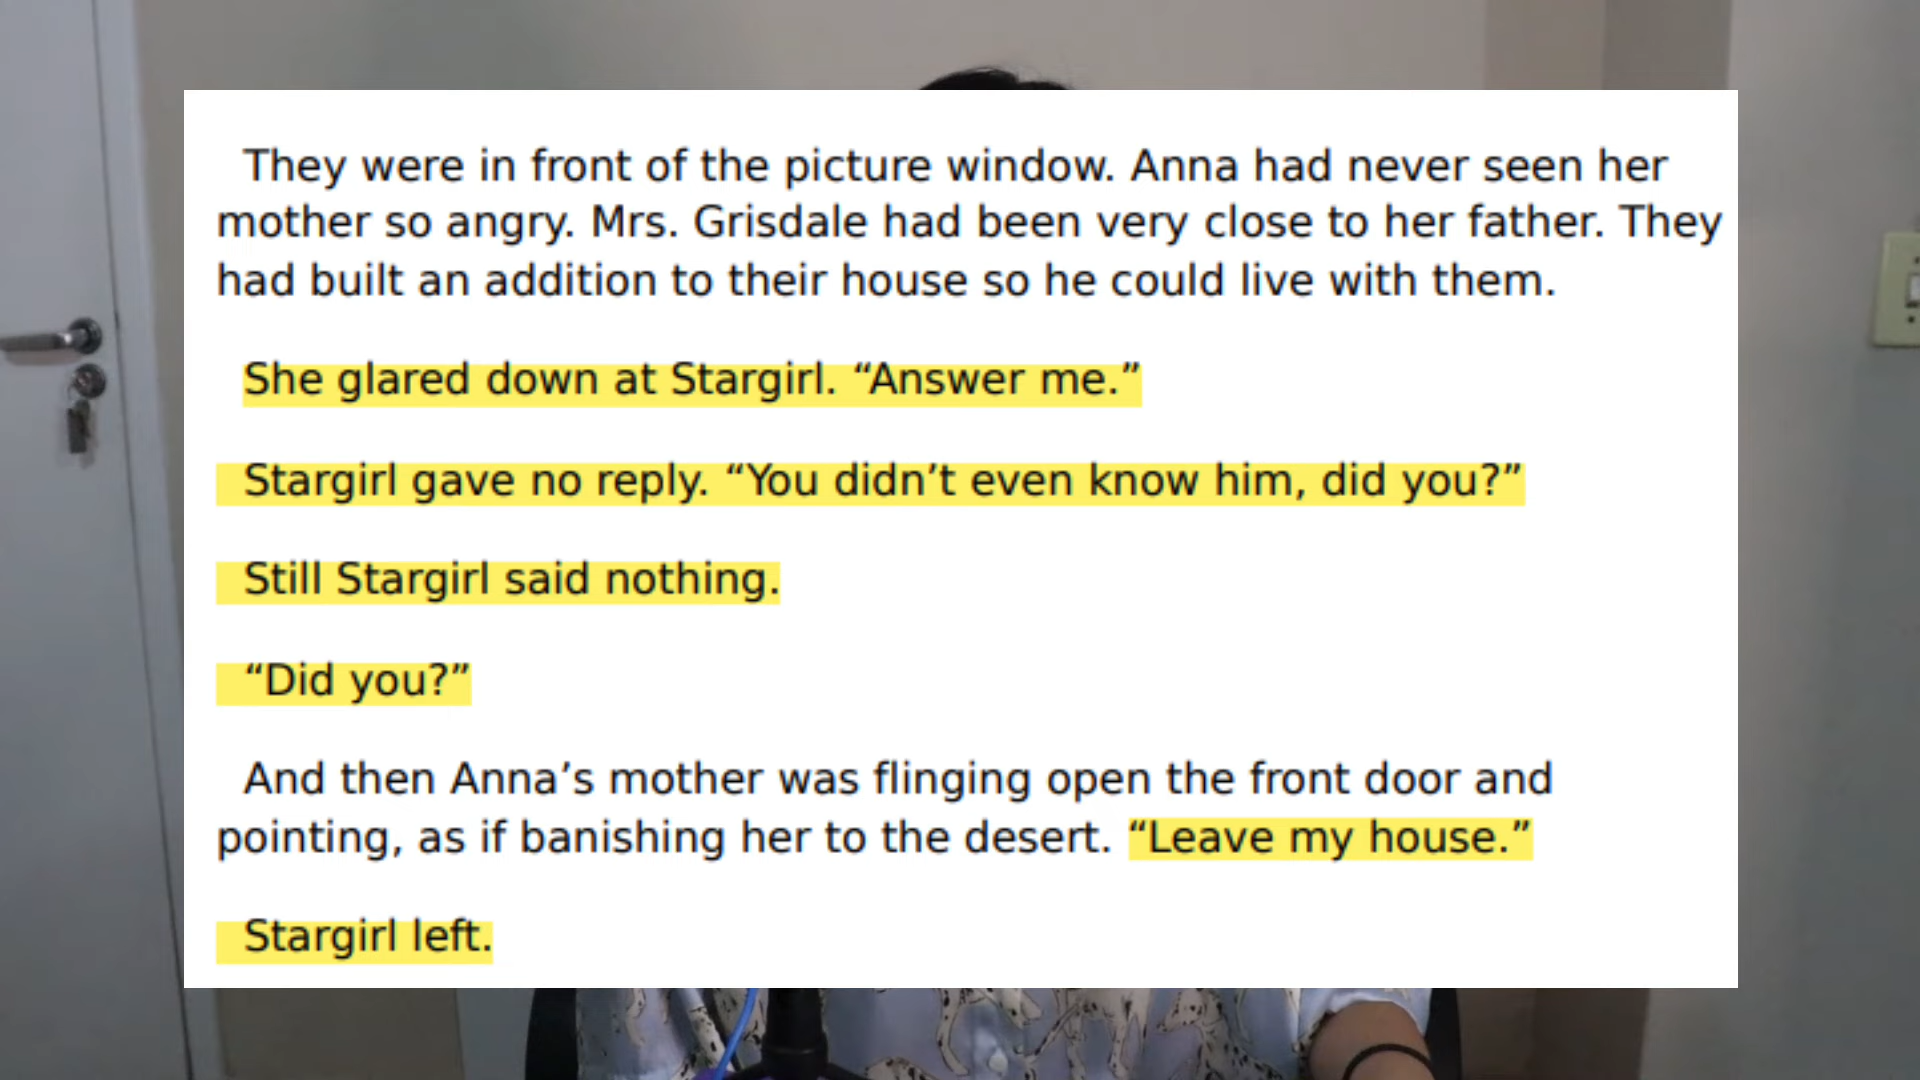 They were in front of the picture window. Anna had never seen her
mother so angry. Mrs. Grisdale had been very close to her father. They
had built an addition to their house so he could live with them.
She glared down at Stargirl. “Answer me.”
Stargirl gave no reply. “You didn’t even know him, did you?”
Still Stargirl said nothing.
“Did you?”
And then Anna’s mother was flinging open the front door and
pointing, as if banishing her to the desert. “Leave my house.”
Stargirl left.